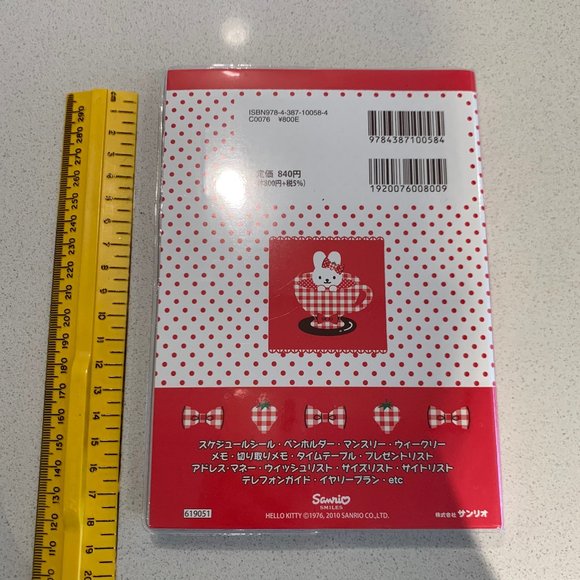 ISBN978-4-387-10058-4
C0076 ¥800E
9784387100584
定価 840円
800円+税5%)
1920076008009
スケジュールシール・ペンホルダー・マンスリー・ウィークリー
メモ・切り取りメモ・タイムテーブル・プレゼントリスト
アドレス・マネー・ウィッシュリスト・サイズリスト・サイトリスト
テレフォンガイド・イヤリープラン・etc
Sanrio
SMILES
619051
HELLO KITTY ©1976, 2010 SANRIO CO.,LTD.
株式会社 サンリオ